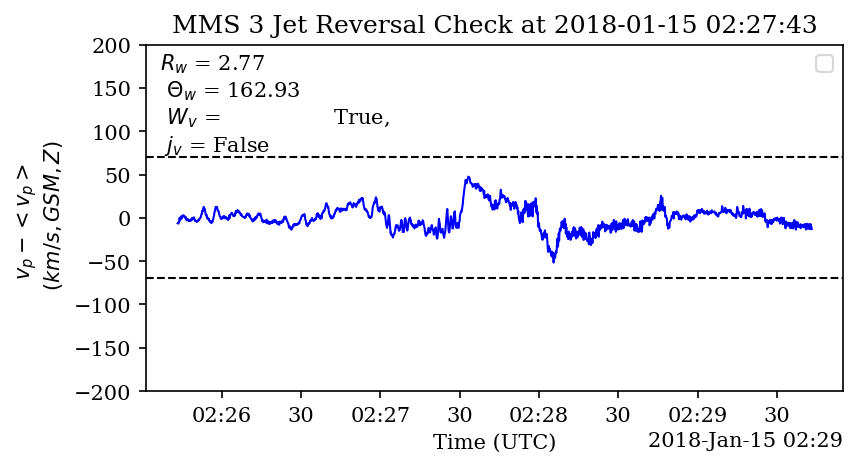 MMS 3 Jet Reversal Check at 2018-01-15 02:27:43
v_p − < v_p >
(km/s, GSM, Z)
200
150
100
50
0
−50
−100
−150
−200
R_w = 2.77
Θ_w = 162.93
W_v = True,
j_v = False
02:26 30 02:27 30 02:28 30 02:29 30
Time (UTC)
2018-Jan-15 02:29